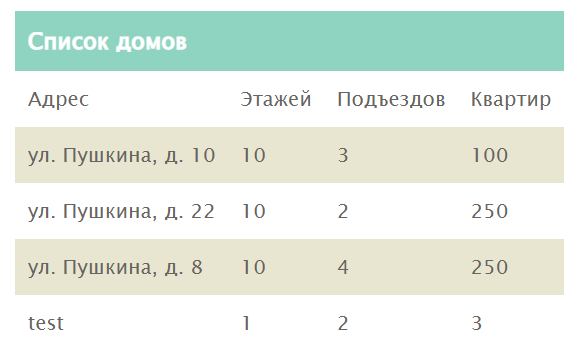 Список домов
Адрес Этажей Подъездов Квартир
ул. Пушкина, д. 10 10 3 100
ул. Пушкина, д. 22 10 2 250
ул. Пушкина, д. 8 10 4 250
test 1 2 3